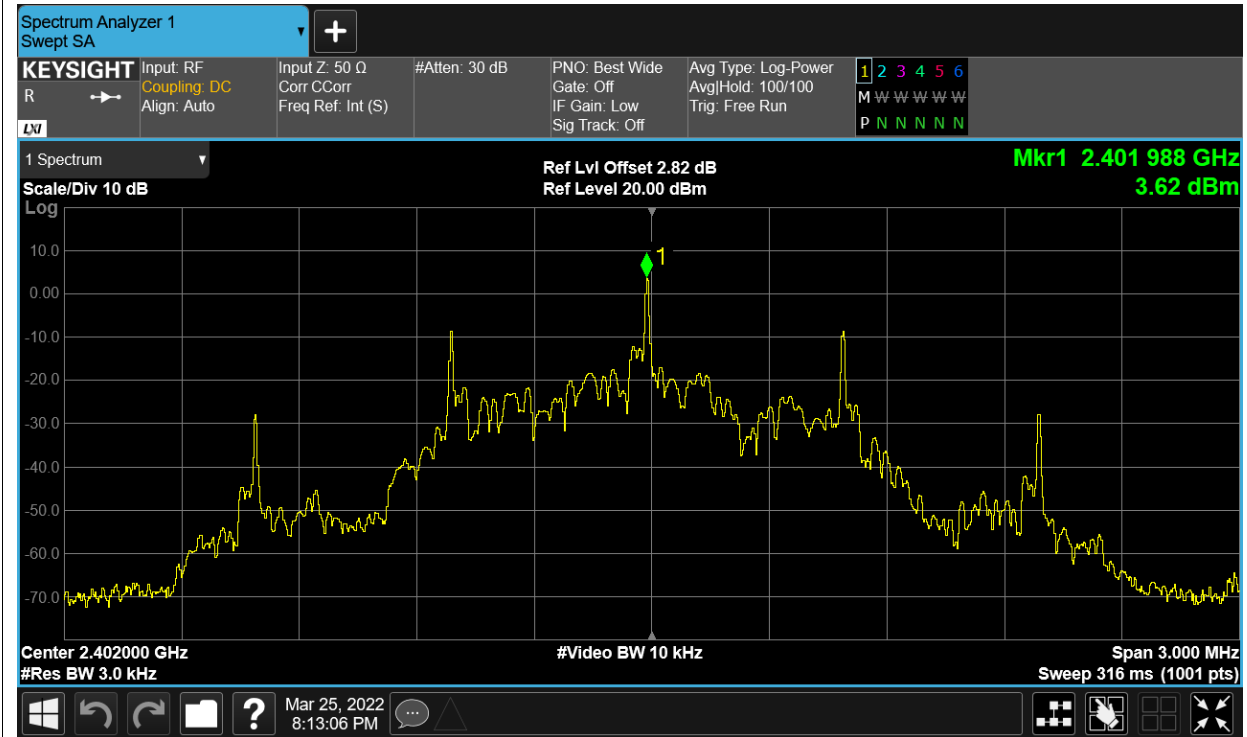 Spectrum Analyzer 1
Swept SA
KEYSIGHT
R
LXI
Input: RF
Coupling: DC
Align: Auto
Input Z: 50 Ω
Corr CCorr
Freq Ref: Int (S)
#Atten: 30 dB
PNO: Best Wide
Gate: Off
IF Gain: Low
Sig Track: Off
Avg Type: Log-Power
Avg|Hold: 100/100
Trig: Free Run
1 2 3 4 5 6
M W W W W W
P N N N N N
1 Spectrum
Scale/Div 10 dB
Log
Ref Lvl Offset 2.82 dB
Ref Level 20.00 dBm
Mkr1 2.401 988 GHz
3.62 dBm
1
10.0
0.00
-10.0
-20.0
-30.0
-40.0
-50.0
-60.0
-70.0
Center 2.402000 GHz
#Video BW 10 kHz
Span 3.000 MHz
#Res BW 3.0 kHz
Sweep 316 ms (1001 pts)
?
Mar 25, 2022
8:13:06 PM